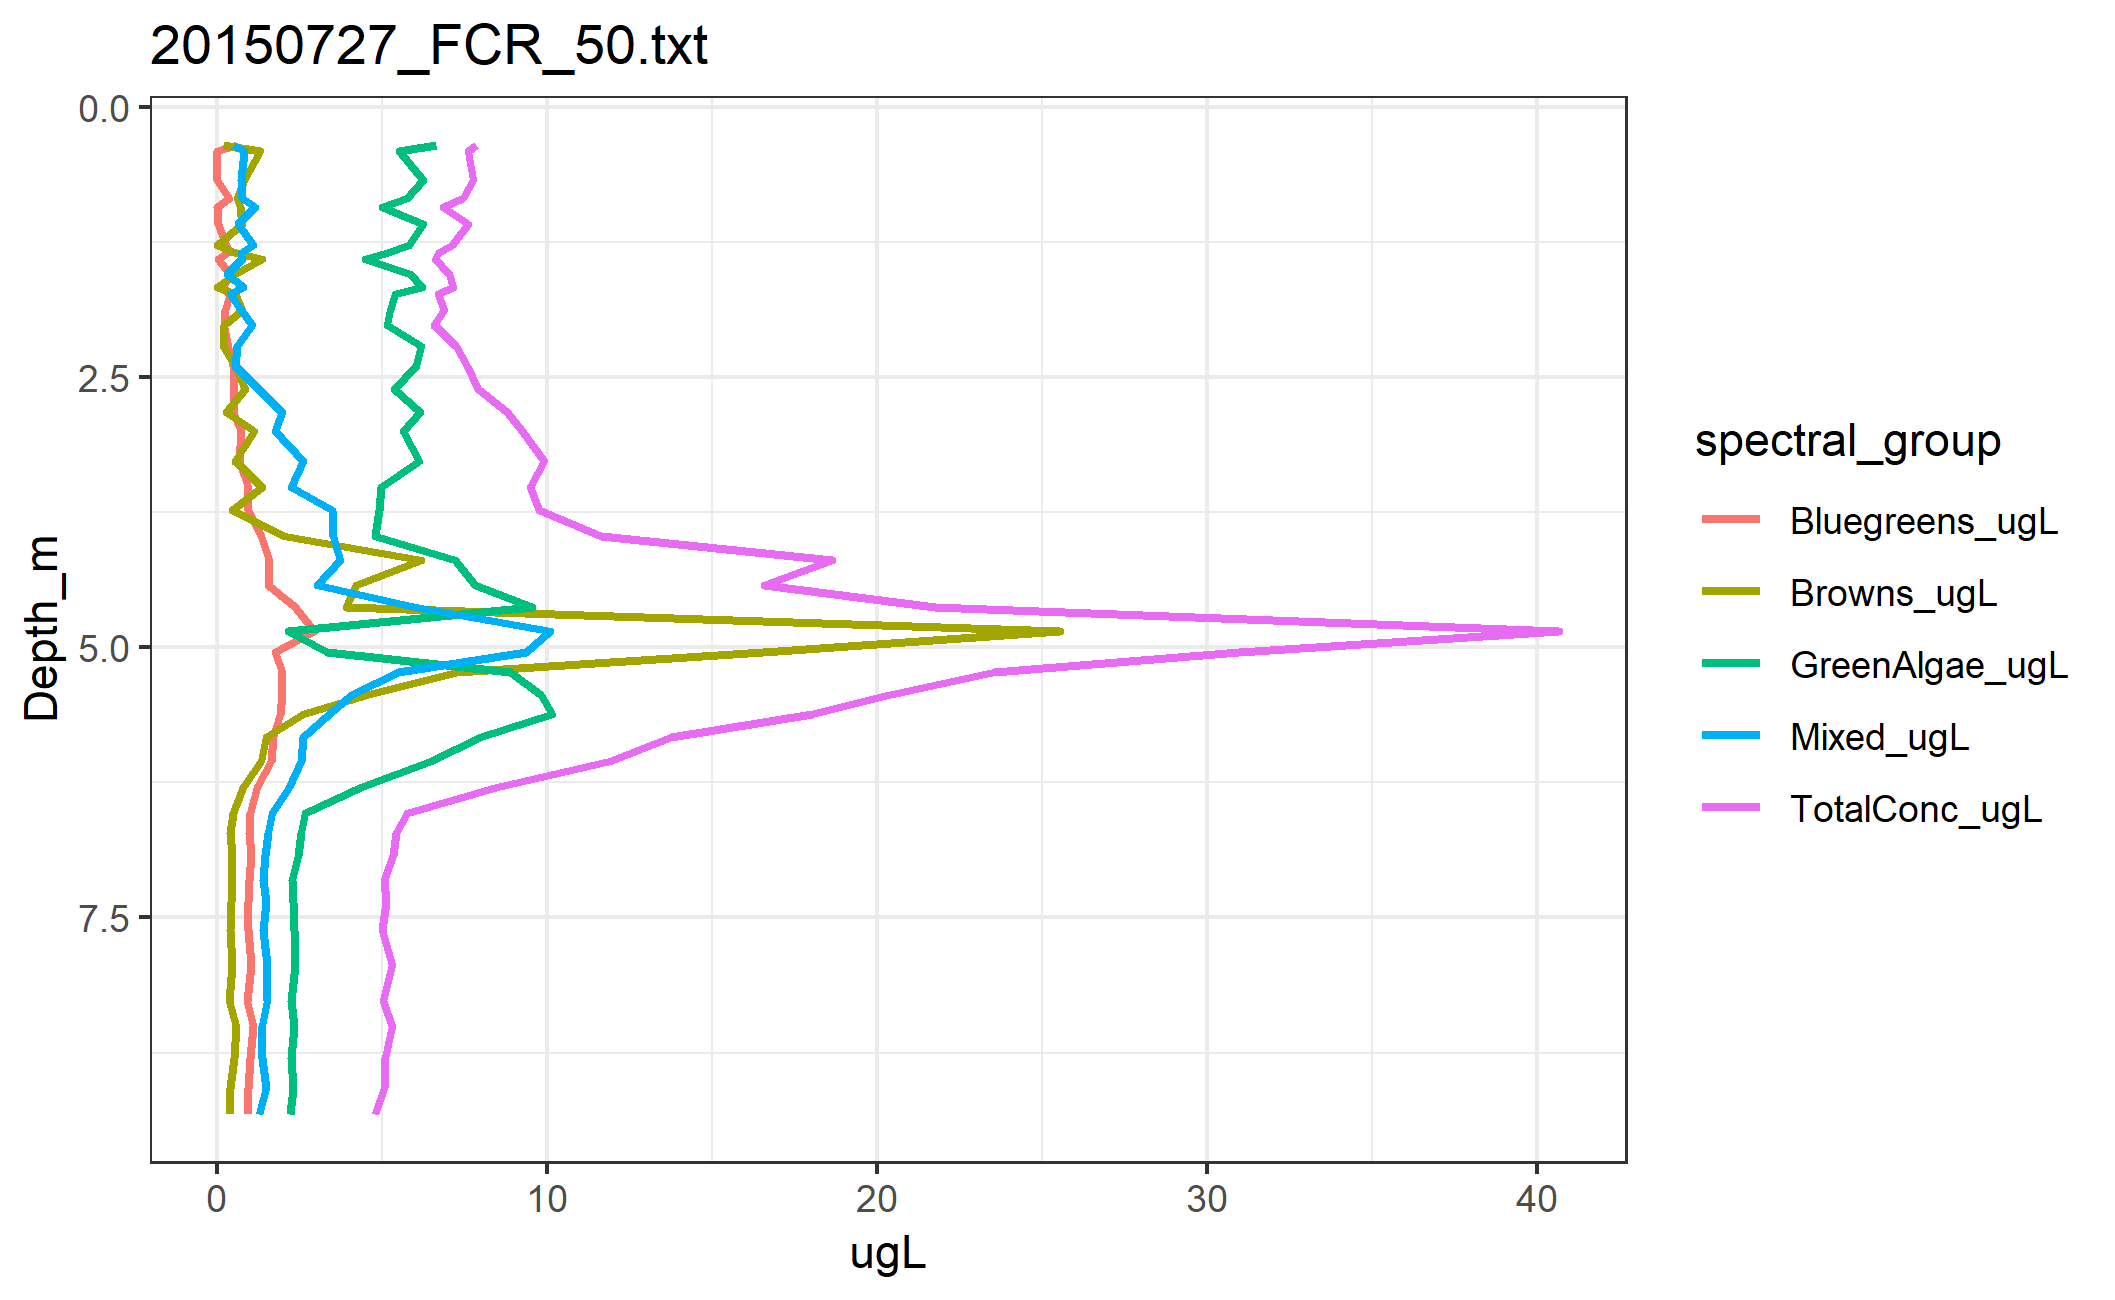 20150727_FCR_50.txt
0.0
2.5
5.0
7.5
Depth_m
0 10 20 30 40
ugL
spectral_group
Bluegreens_ugL
Browns_ugL
GreenAlgae_ugL
Mixed_ugL
TotalConc_ugL